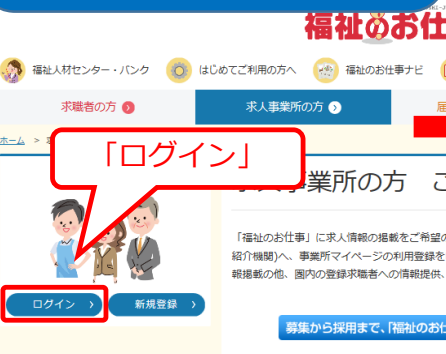 福祉のお仕
福祉人材センター・バンク
はじめてご利用の方へ
福祉のお仕事ナビ
求職者の方
求人事業所の方
届
ホーム >
「ログイン」
事業所の方 ご
「福祉のお仕事」に求人情報の掲載をご希望の
紹介機関)へ、事業所マイページの利用登録を
報掲載の他、圏内の登録求職者への情報提供、
ログイン
新規登録
募集から採用まで、「福祉のお仕